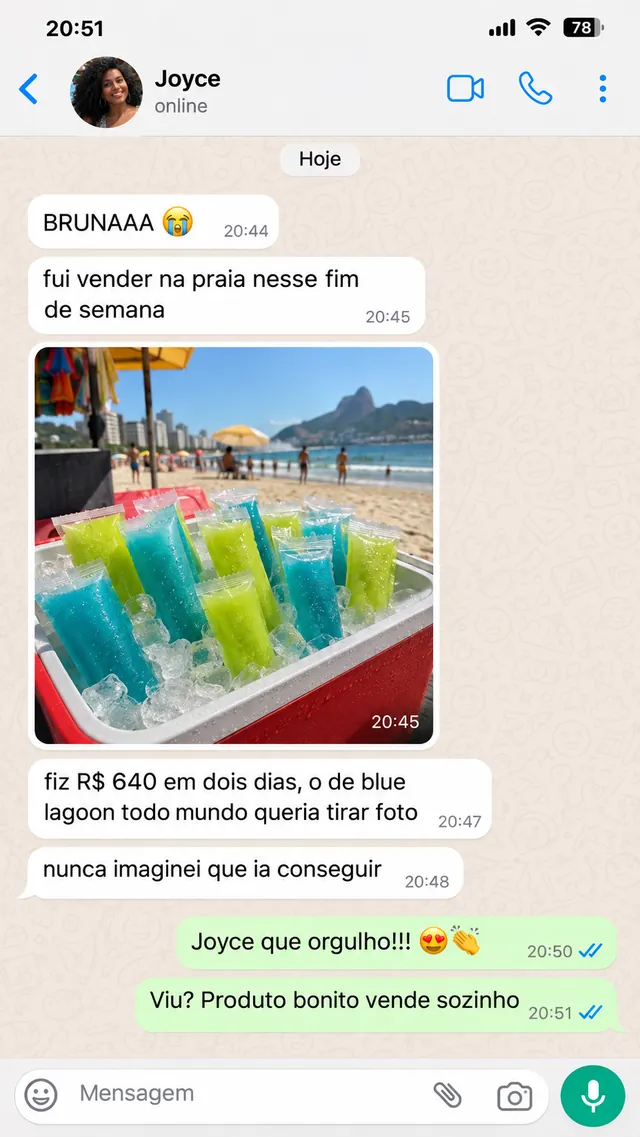 20:51
78
Joyce
online
Hoje
BRUNAAA 😭
20:44
fui vender na praia nesse fim
de semana
20:45
20:45
fiz R$ 640 em dois dias, o de blue
lagoon todo mundo queria tirar foto
20:47
nunca imaginei que ia conseguir
20:48
Joyce que orgulho!!! 😍👏
20:50
Viu? Produto bonito vende sozinho
20:51
Mensagem